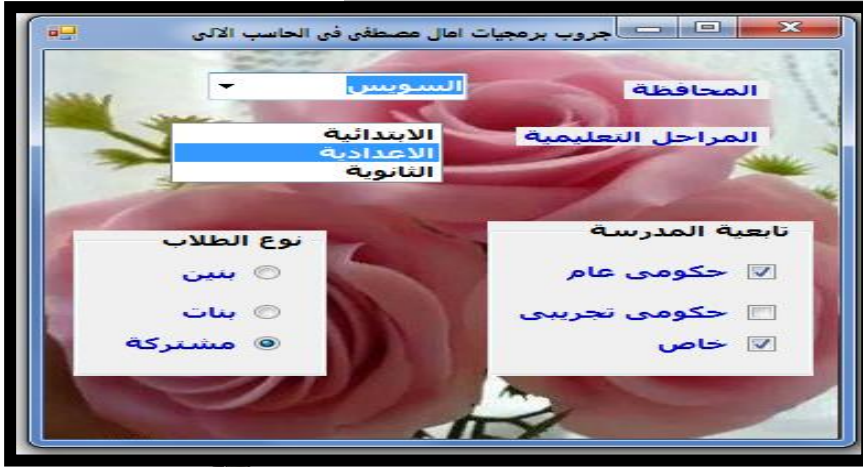 جروب برمجيات امال مصطفى فى الحاسب الالى
المحافظة
السويس
المراحل التعليمية
الابتدائية
الاعدادية
الثانوية
تابعية المدرسة
حكومى عام
حكومى تجريبى
خاص
نوع الطلاب
بنين
بنات
مشتركة